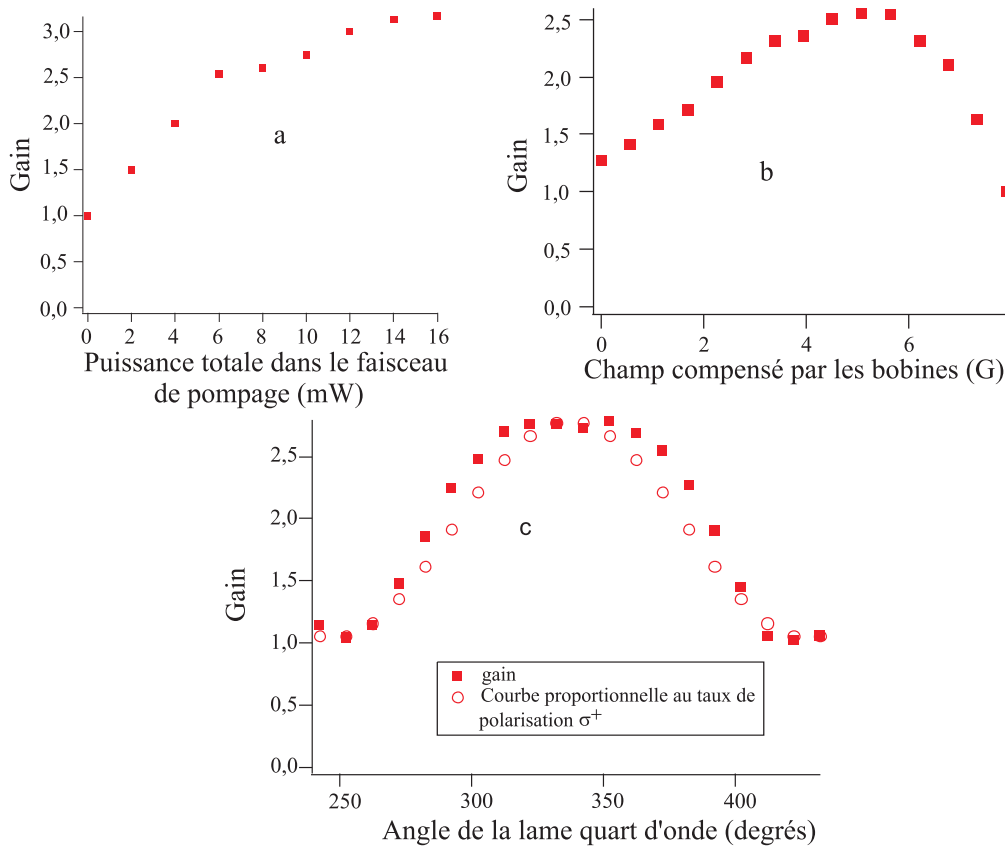 3,0
2,5
2,0
1,5
1,0
0,5
0,0
Gain
a
0 2 4 6 8 10 12 14 16
Puissance totale dans le faisceau
de pompage (mW)
2,5
2,0
1,5
1,0
0,5
0,0
Gain
b
0 2 4 6
Champ compensé par les bobines (G)
2,5
2,0
1,5
1,0
0,5
0,0
Gain
c
gain
Courbe proportionnelle au taux de
polarisation σ⁺
250 300 350 400
Angle de la lame quart d'onde (degrés)